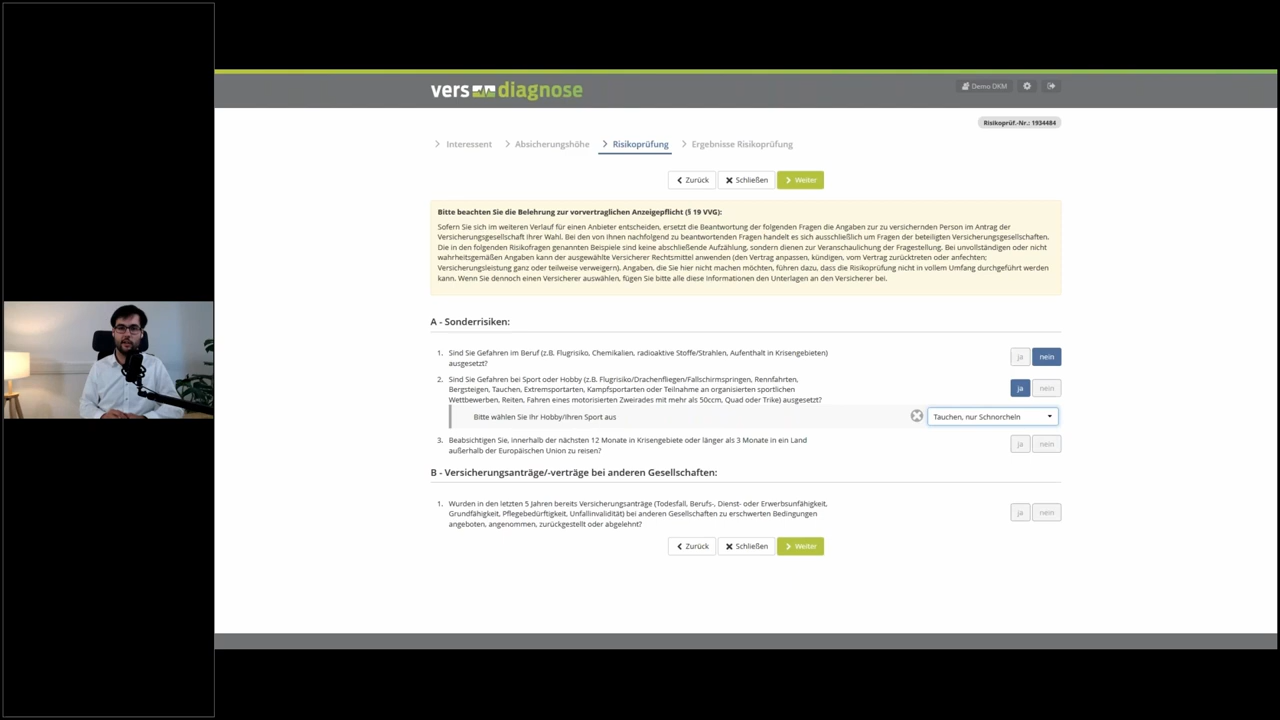 vers diagnose
Demo DKM
Risikoprüf.-Nr.: 1934484
Interessent
Absicherungshöhe
Risikoprüfung
Ergebnisse Risikoprüfung
Zurück
Schließen
Weiter
Bitte beachten Sie die Belehrung zur vorvertraglichen Anzeigepflicht (§ 19 VVG):
Sofern Sie sich im weiteren Verlauf für einen Anbieter entscheiden, ersetzt die Beantwortung der folgenden Fragen die Angaben zur zu versichernden Person im Antrag der
Versicherungsgesellschaft Ihrer Wahl. Bei den von Ihnen nachfolgend zu beantwortenden Fragen handelt es sich ausschließlich um Fragen der beteiligten Versicherungsgesellschaften.
Die in den folgenden Risikofragen genannten Beispiele sind keine abschließende Aufzählung, sondern dienen zur Veranschaulichung der Fragestellung. Bei unvollständigen oder nicht
wahrheitsgemäßen Angaben kann der ausgewählte Versicherer Rechtsmittel anwenden (den Vertrag anpassen, kündigen, vom Vertrag zurücktreten oder anfechten;
Versicherungsleistung ganz oder teilweise verweigern). Angaben, die Sie hier nicht machen möchten, führen dazu, dass die Risikoprüfung nicht in vollem Umfang durchgeführt werden
kann. Wenn Sie dennoch einen Versicherer auswählen, fügen Sie bitte alle diese Informationen den Unterlagen an den Versicherer bei.
A - Sonderrisiken:
1. Sind Sie Gefahren im Beruf (z.B. Flugrisiko, Chemikalien, radioaktive Stoffe/Strahlen, Aufenthalt in Krisengebieten)
ausgesetzt?
ja nein
2. Sind Sie Gefahren bei Sport oder Hobby (z.B. Flugrisiko/Drachenfliegen/Fallschirmspringen, Rennfahrten,
Bergsteigen, Tauchen, Extremsportarten, Kampfsportarten oder Teilnahme an organisierten sportlichen
Wettbewerben, Reiten, Fahren eines motorisierten Zweirades mit mehr als 50ccm, Quad oder Trike) ausgesetzt?
ja nein
Bitte wählen Sie Ihr Hobby/Ihren Sport aus
Tauchen, nur Schnorcheln
3. Beabsichtigen Sie, innerhalb der nächsten 12 Monate in Krisengebiete oder länger als 3 Monate in ein Land
außerhalb der Europäischen Union zu reisen?
ja nein
B - Versicherungsanträge/-verträge bei anderen Gesellschaften:
1. Wurden in den letzten 5 Jahren bereits Versicherungsanträge (Todesfall, Berufs-, Dienst- oder Erwerbsunfähigkeit,
Grundfähigkeit, Pflegebedürftigkeit, Unfallinvalidität) bei anderen Gesellschaften zu erschwerten Bedingungen
angeboten, angenommen, zurückgestellt oder abgelehnt?
ja nein
Zurück
Schließen
Weiter